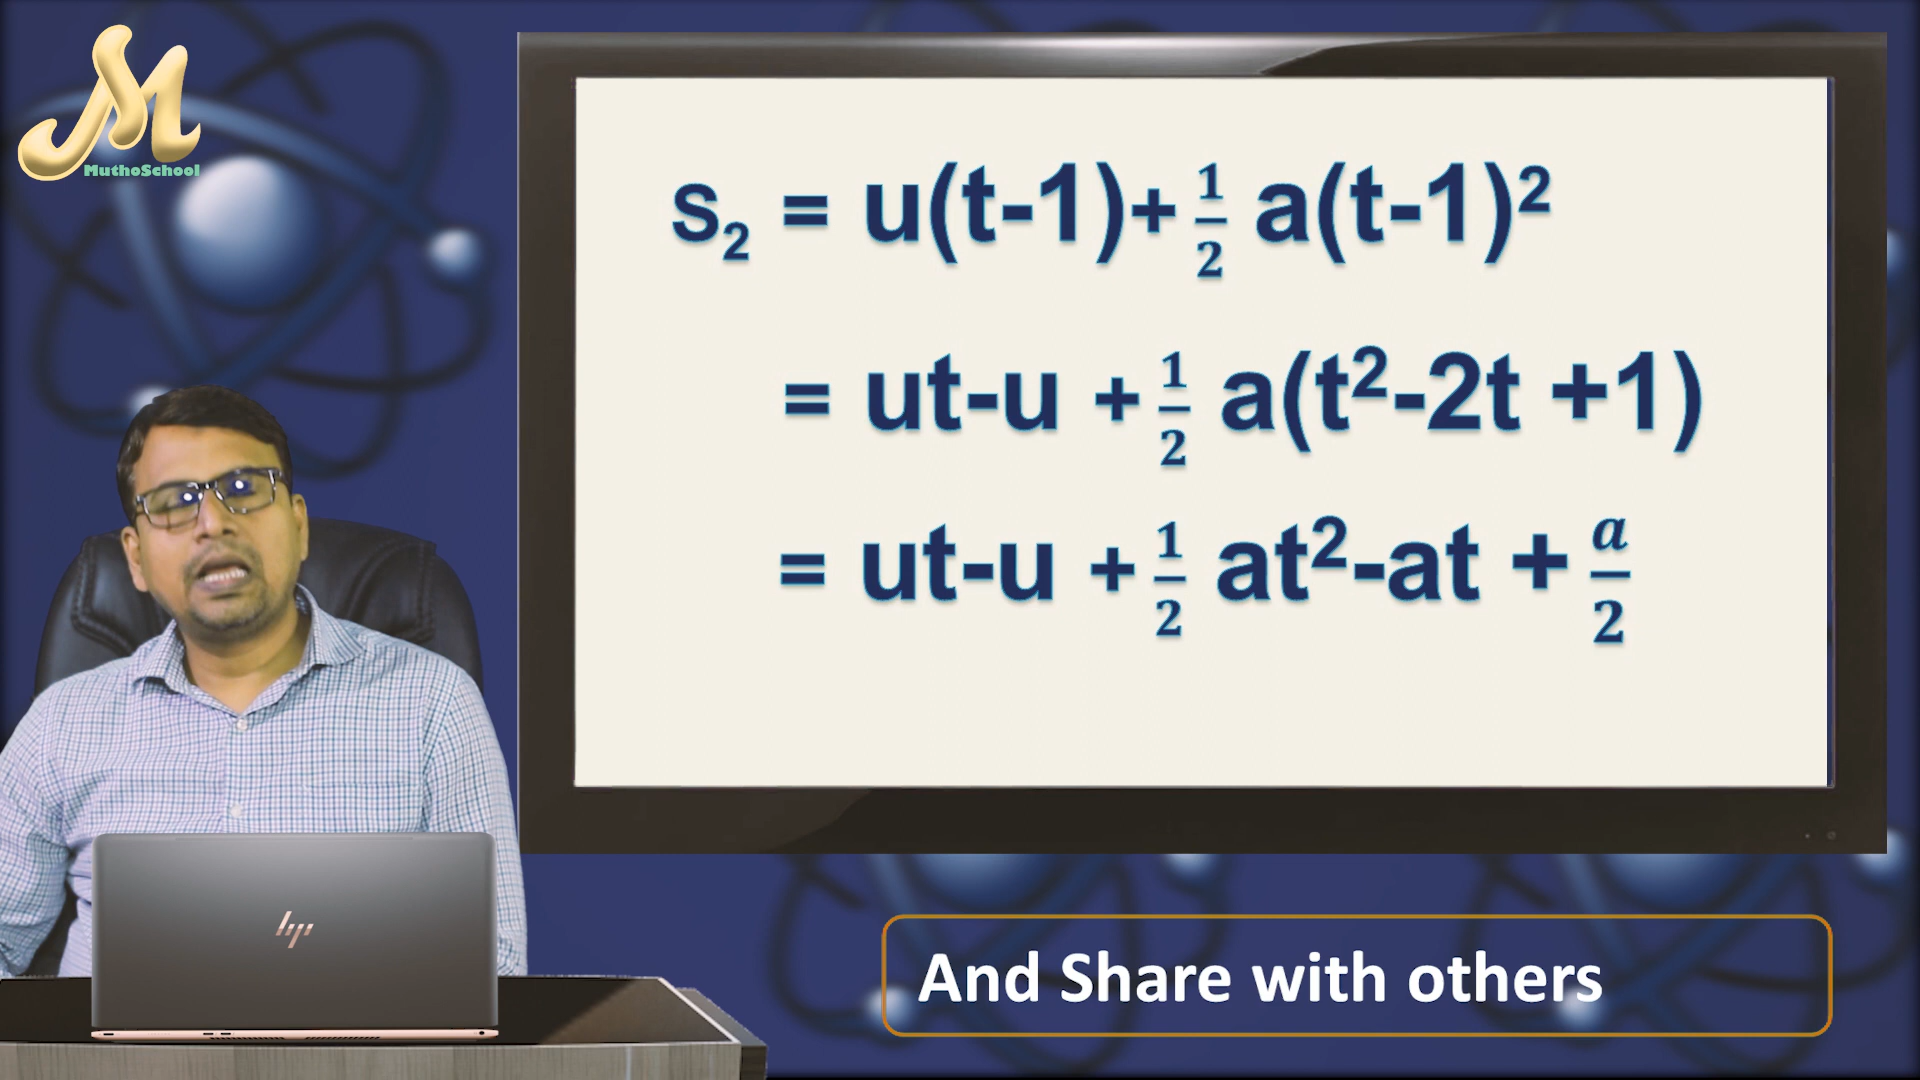 M
MuthoSchool
s₂ = u(t-1)+ ½ a(t-1)²
= ut-u + ½ a(t²-2t +1)
= ut-u + ½ at²-at + a/2
hp
And Share with others